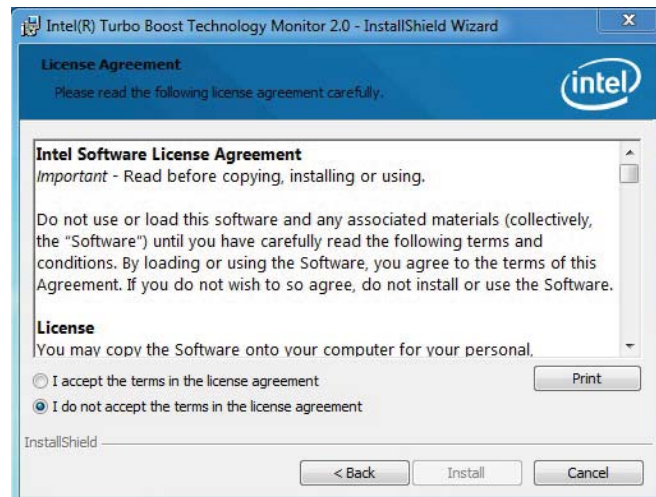 Intel(R) Turbo Boost Technology Monitor 2.0 - InstallShield Wizard
X
License Agreement
Please read the following license agreement carefully.
intel
Intel Software License Agreement
Important - Read before copying, installing or using.
Do not use or load this software and any associated materials (collectively,
the "Software") until you have carefully read the following terms and
conditions. By loading or using the Software, you agree to the terms of this
Agreement. If you do not wish to so agree, do not install or use the Software.
License
You may copy the Software onto your computer for your personal,
I accept the terms in the license agreement
Print
I do not accept the terms in the license agreement
InstallShield
< Back
Install
Cancel